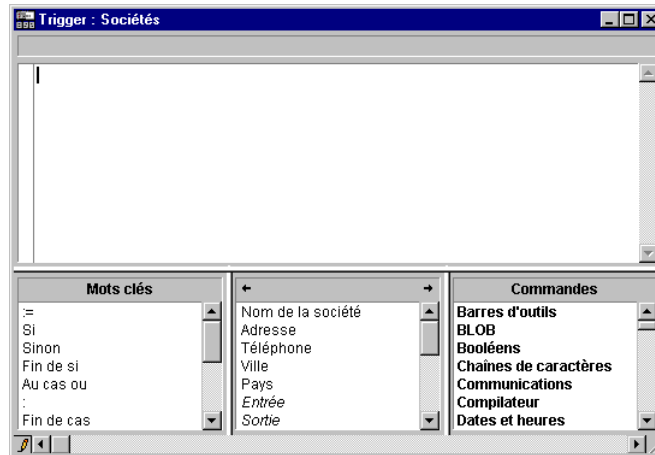 Trigger : Sociétés
Mots clés
:=
Si
Sinon
Fin de si
Au cas ou
:
Fin de cas
Nom de la société
Adresse
Téléphone
Ville
Pays
Entrée
Sortie
Commandes
Barres d'outils
BLOB
Booléens
Chaînes de caractères
Communications
Compilateur
Dates et heures